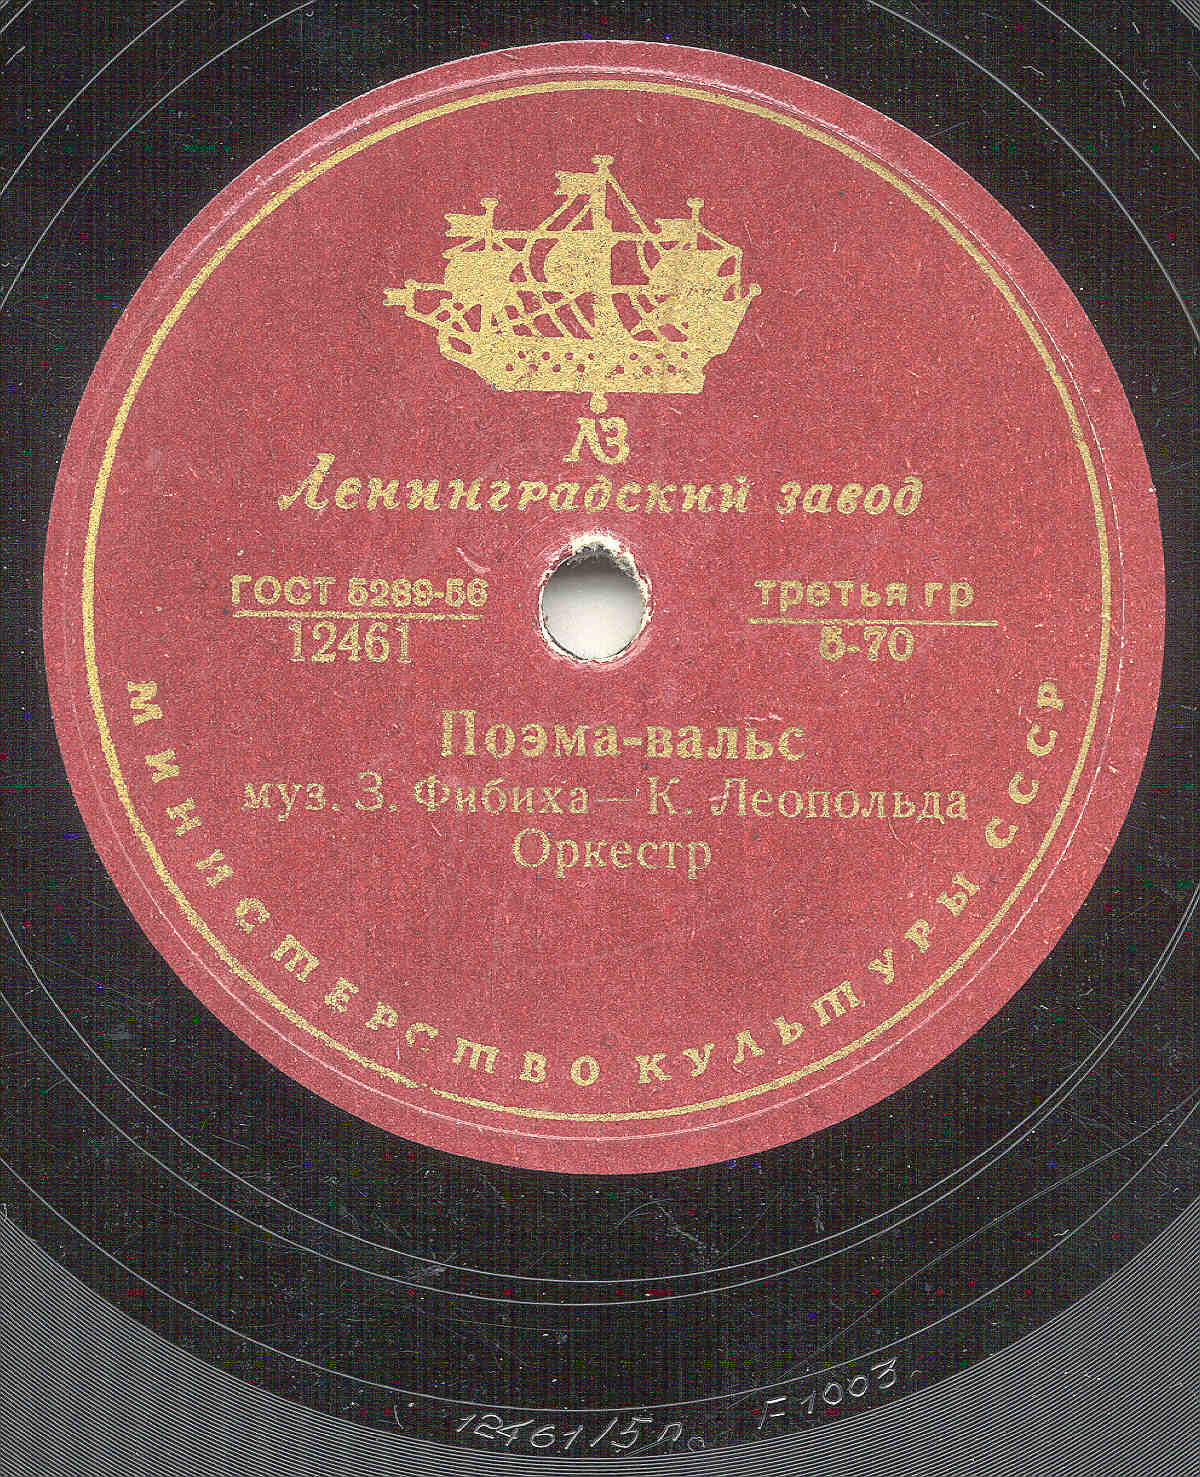 ЛЗ
Ленинградский завод
ГОСТ 5289-56
12461
третья гр
5-70
Поэма-вальс
муз. З. Фибиха — К. Леопольда
Оркестр
МИНИСТЕРСТВО КУЛЬТУРЫ СССР
12461/5л. F1003